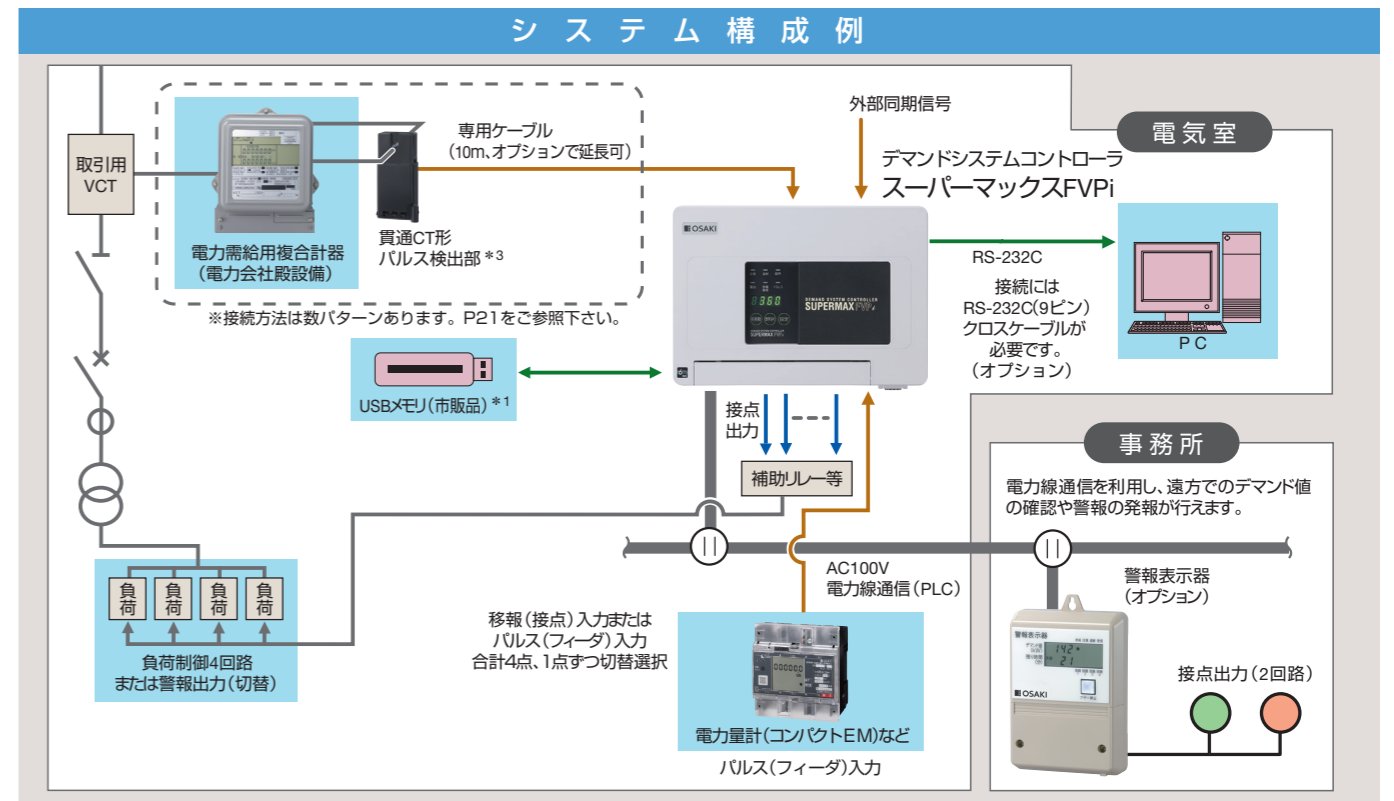 システム構成例
取引用
VCT
電力需給用複合計器
(電力会社殿設備)
貫通CT形
パルス検出部*3
専用ケーブル
(10m、オプションで延長可)
※接続方法は数パターンあります。P21をご参照下さい。
外部同期信号
電気室
デマンドシステムコントローラ
スーパーマックスFVPi
OSAKI
360
DEMAND SYSTEM CONTROLLER
SUPERMAX FVPi
SUPERMAX FVPi
RS-232C
接続には
RS-232C(9ピン)
クロスケーブルが
必要です。
(オプション)
PC
USBメモリ(市販品)*1
接点
出力
補助リレー等
負荷
負荷
負荷
負荷
負荷制御4回路
または警報出力(切替)
移報(接点)入力または
パルス(フィーダ)入力
合計4点、1点ずつ切替選択
AC100V
電力線通信(PLC)
電力量計(コンパクトEM)など
パルス(フィーダ)入力
事務所
電力線通信を利用し、遠方でのデマンド値
の確認や警報の発報が行えます。
警報表示器
(オプション)
警報表示器
142
21
OSAKI
接点出力(2回路)